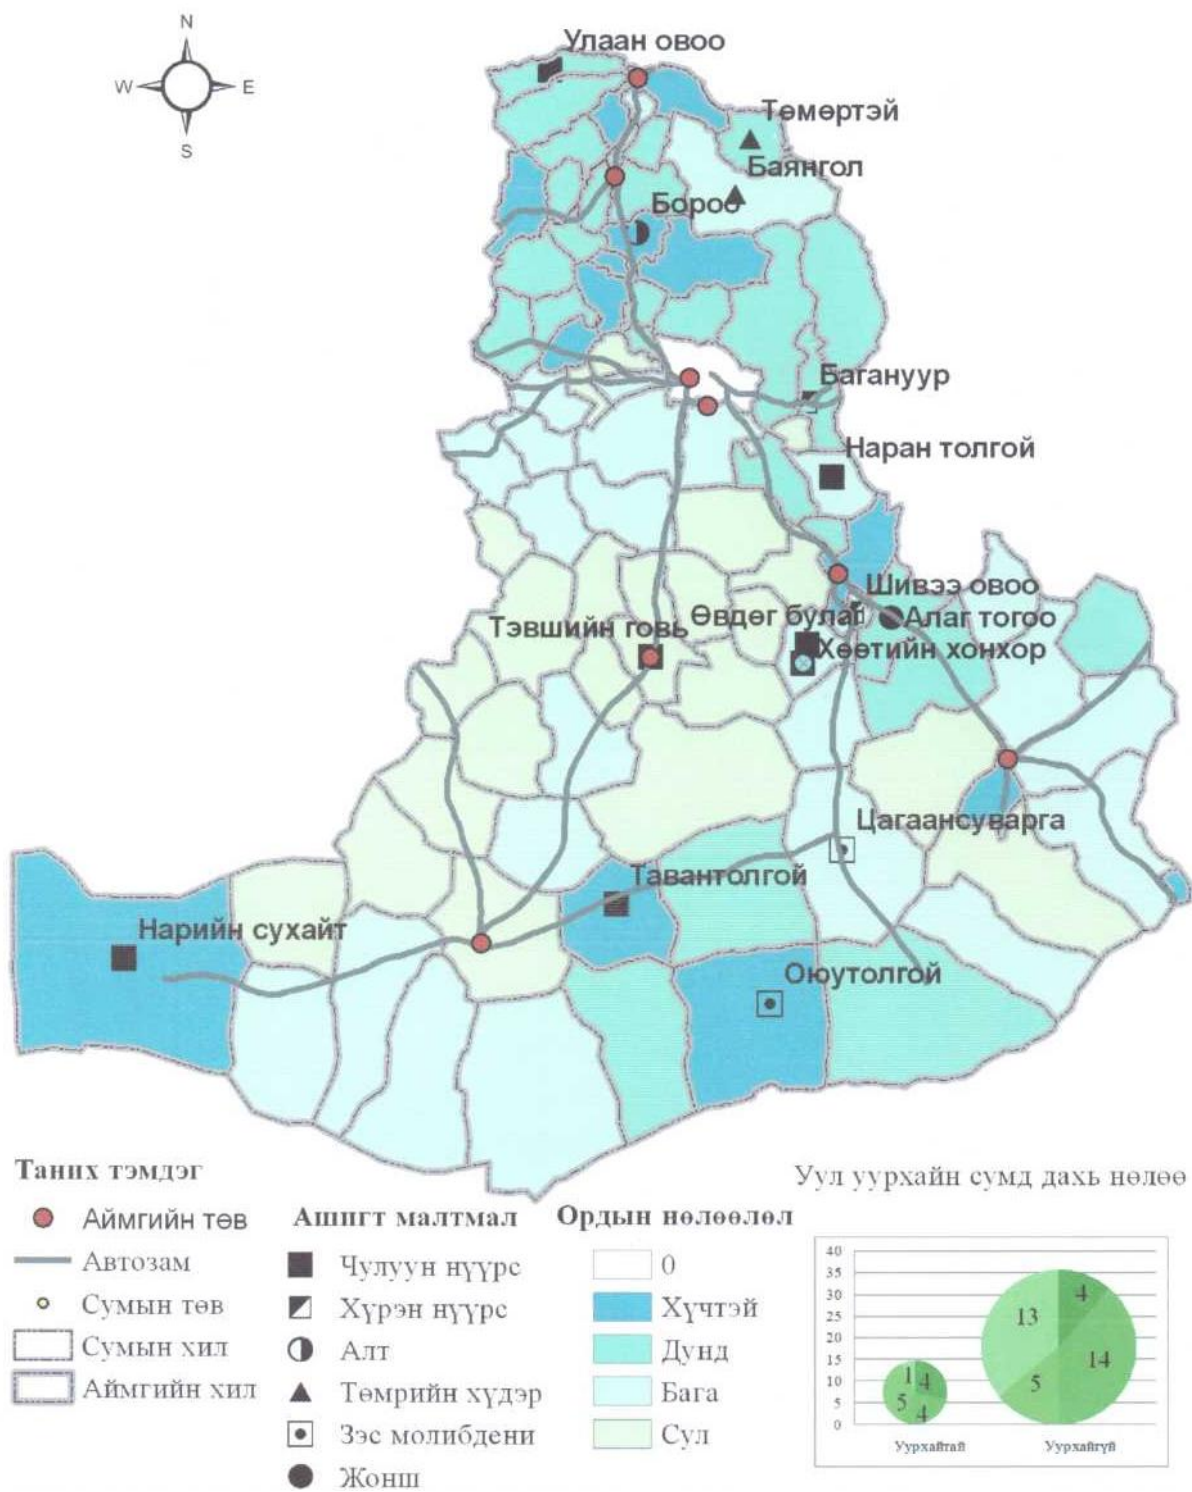 N
W E
S
Улаан овоо
Төмөртэй
Баянгол
Бороо
Багануур
Наран толгой
Шивээ овоо
Өвдөг булаг
Алаг тогоо
Тэвшийн говь
Хөөтийн хонхор
Цагаансуварга
Тавантолгой
Нарийн сухайт
Оюутолгой
Таних тэмдэг
Аймгийн төв
Автозам
Сумын төв
Сумын хил
Аймгийн хил
Ашигт малтмал
Чулуун нүүрс
Хүрэн нүүрс
Алт
Төмрийн хүдэр
Зэс молибдени
Жонш
Ордын нөлөөлөл
0
Хүчтэй
Дунд
Бага
Сул
Уул уурхайн сумд дахь нөлөө
40
35
30
25
20
15
10
5
0
1 4
5 4
13 4
5 14
Уурхайтай Уурхайгүй